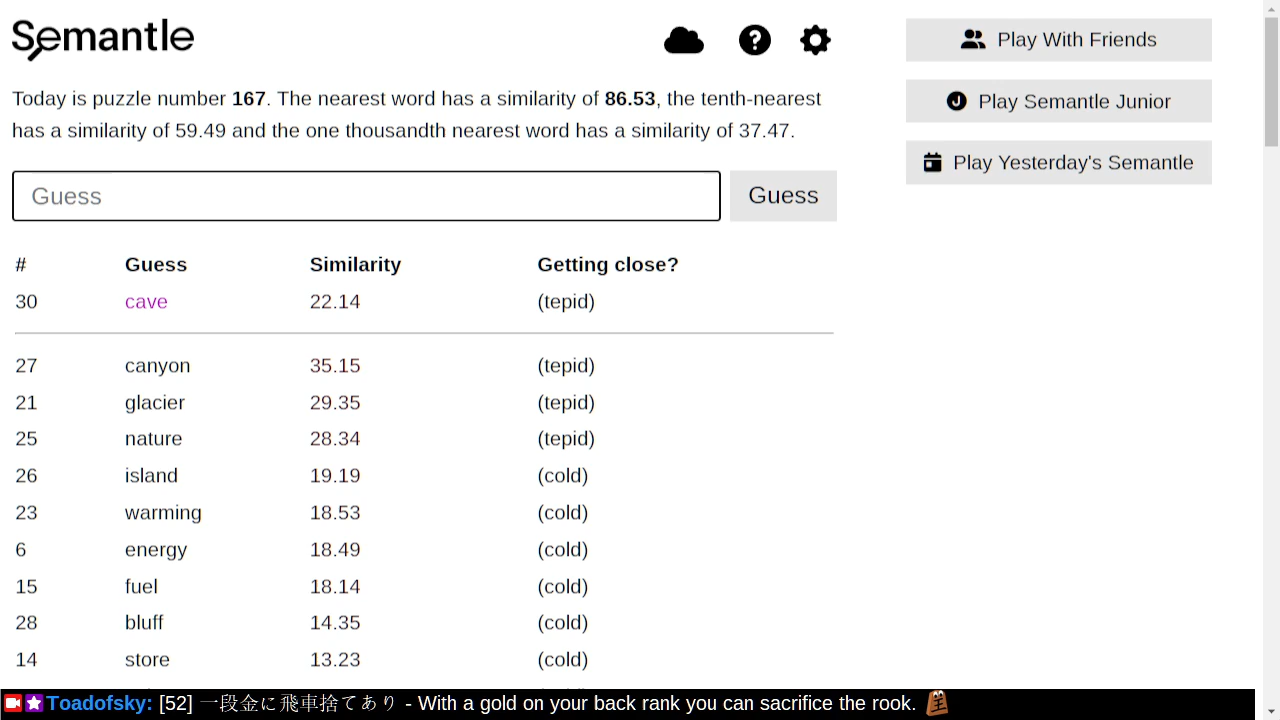 Semantle
Play With Friends
Play Semantle Junior
Play Yesterday's Semantle
Today is puzzle number 167. The nearest word has a similarity of 86.53, the tenth-nearest
has a similarity of 59.49 and the one thousandth nearest word has a similarity of 37.47.
Guess Guess
# Guess Similarity Getting close?
30 cave 22.14 (tepid)
27 canyon 35.15 (tepid)
21 glacier 29.35 (tepid)
25 nature 28.34 (tepid)
26 island 19.19 (cold)
23 warming 18.53 (cold)
6 energy 18.49 (cold)
15 fuel 18.14 (cold)
28 bluff 14.35 (cold)
14 store 13.23 (cold)
Toadofsky: [52] 一段金に飛車捨てあり - With a gold on your back rank you can sacrifice the rook.